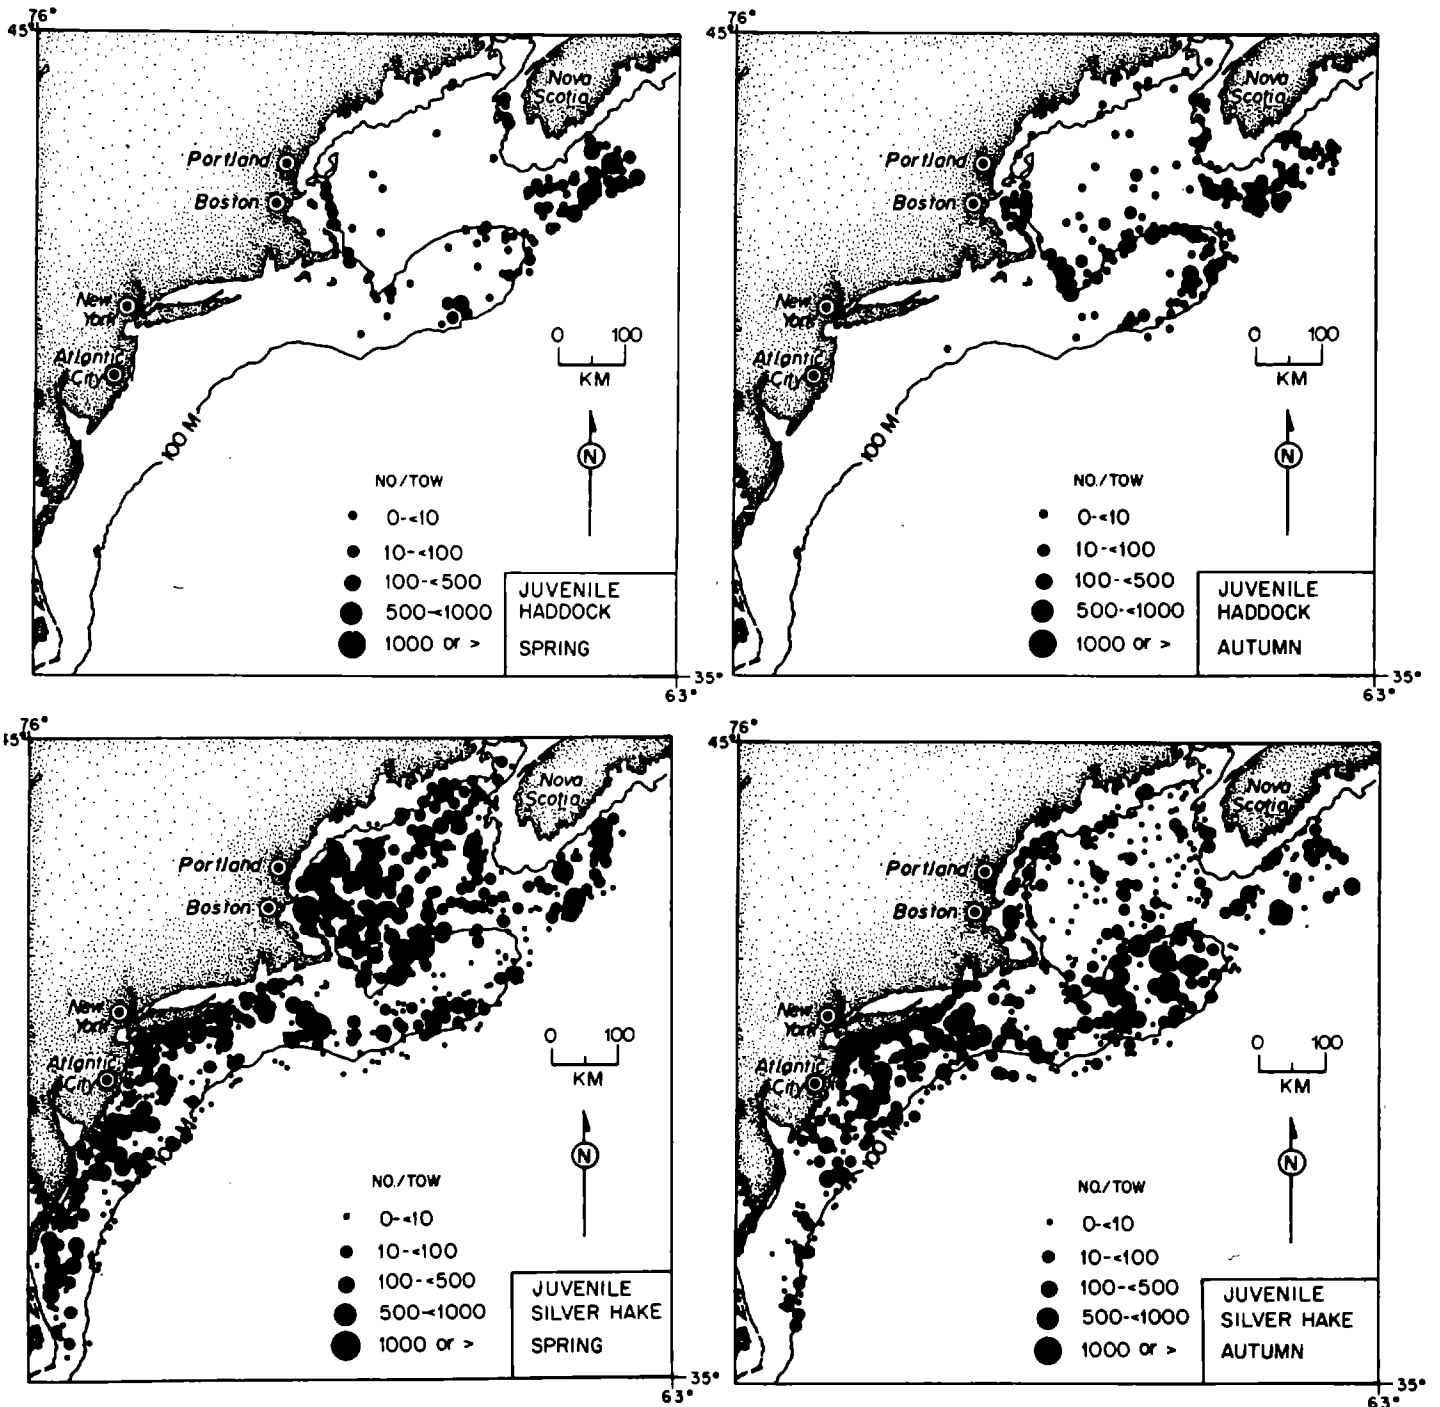 76°
45°
Nova
Scotia
Portland
Boston
New
York
Atlantic
City
0 100
KM
100 M
N
NO./TOW
0-<10
10-<100
100-<500
500-<1000
1000 or >
JUVENILE
HADDOCK
SPRING
35°
63°
76°
45°
Nova
Scotia
Portland
Boston
New
York
Atlantic
City
0 100
KM
100 M
N
NO./TOW
0-<10
10-<100
100-<500
500-<1000
1000 or >
JUVENILE
HADDOCK
AUTUMN
35°
63°
76°
45°
Nova
Scotia
Portland
Boston
New
York
Atlantic
City
0 100
KM
100 M
N
NO./TOW
0-<10
10-<100
100-<500
500-<1000
1000 or >
JUVENILE
SILVER HAKE
SPRING
35°
63°
76°
45°
Nova
Scotia
Portland
Boston
New
York
Atlantic
City
0 100
KM
100 M
N
NO./TOW
0-<10
10-<100
100-<500
500-<1000
1000 or >
JUVENILE
SILVER HAKE
AUTUMN
35°
63°